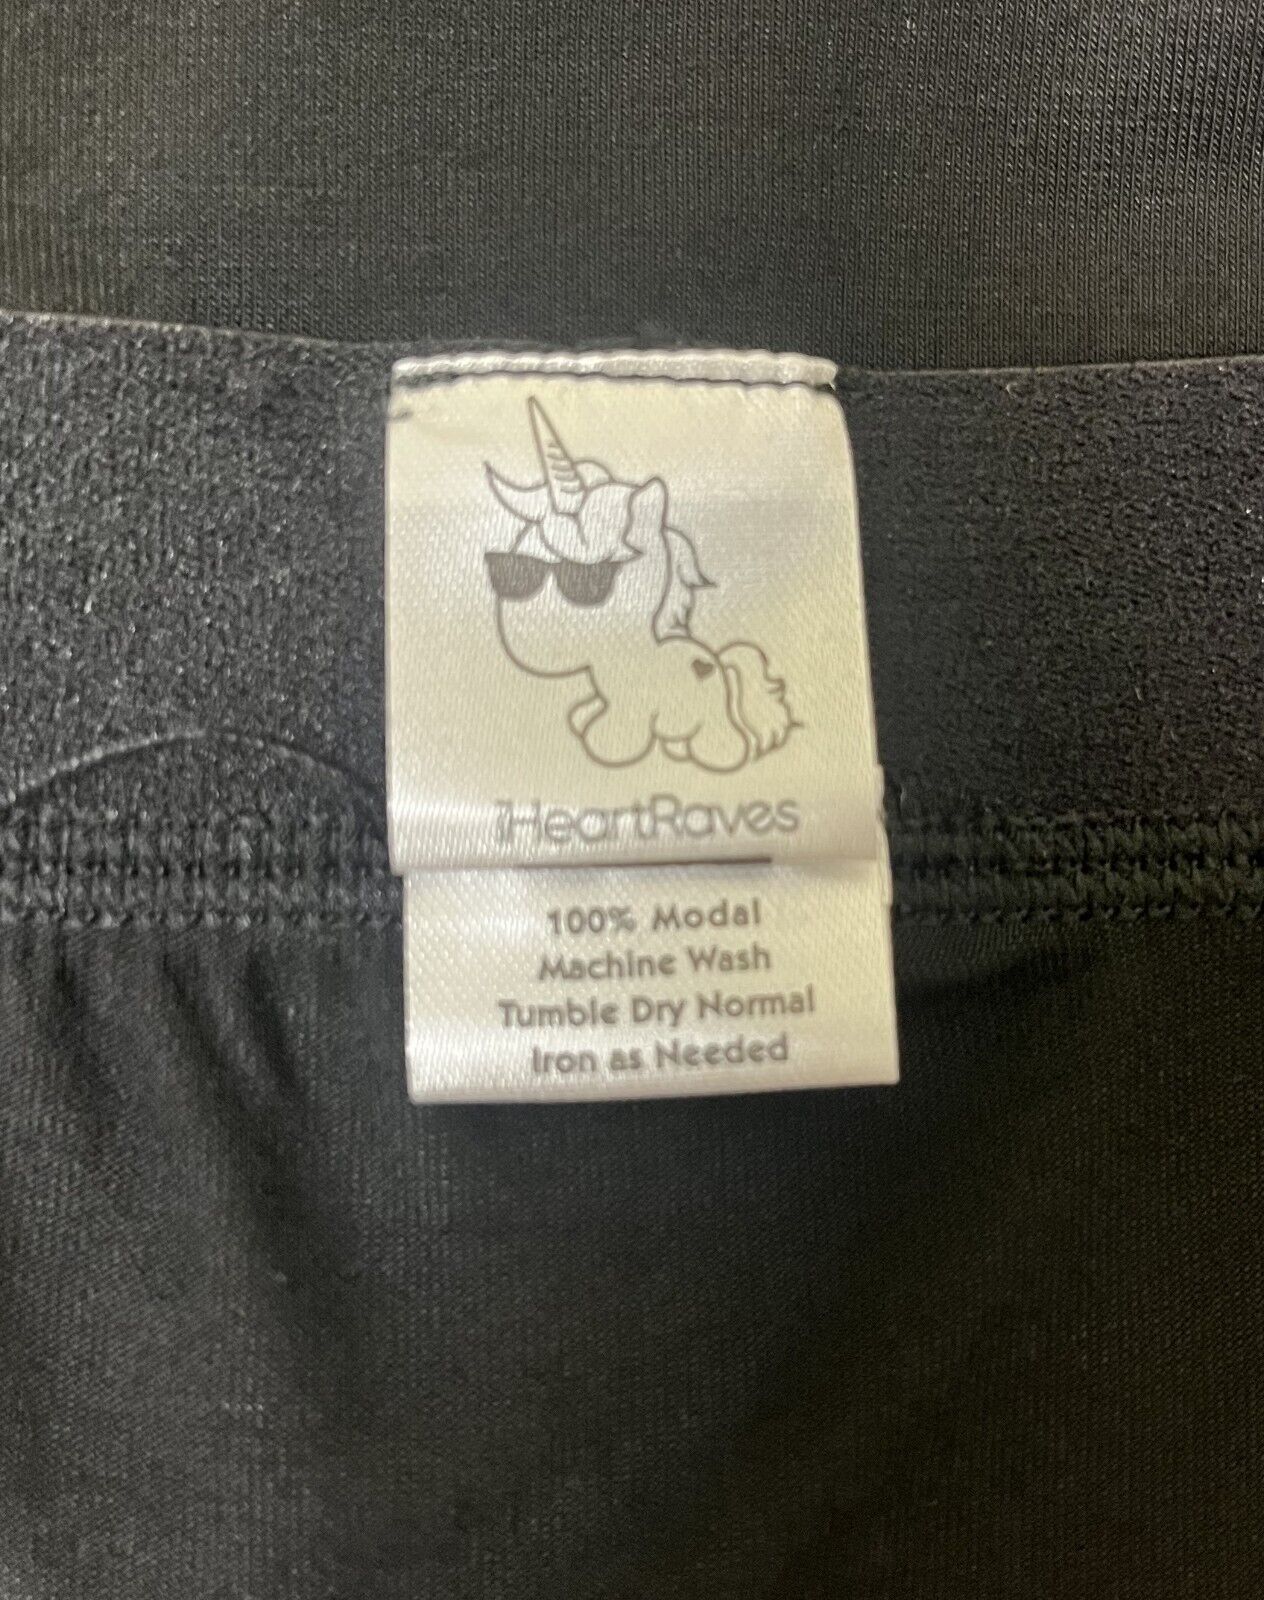 iHeartRaves
100% Modal
Machine Wash
Tumble Dry Normal
Iron as Needed